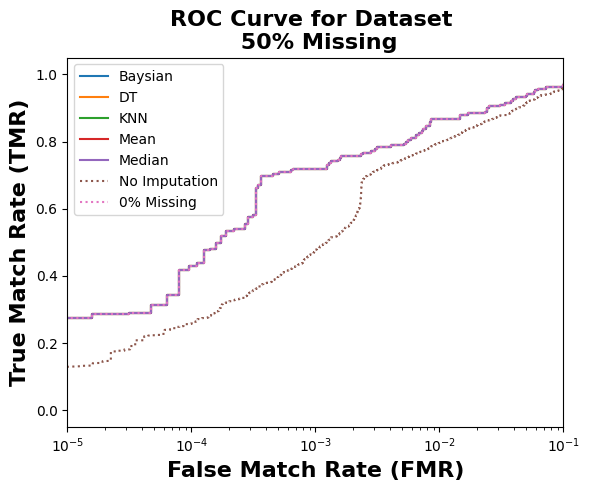 ROC Curve for Dataset
50% Missing
True Match Rate (TMR)
1.0
0.8
0.6
0.4
0.2
0.0
Baysian
DT
KNN
Mean
Median
No Imputation
0% Missing
10⁻⁵
10⁻⁴
10⁻³
10⁻²
10⁻¹
False Match Rate (FMR)